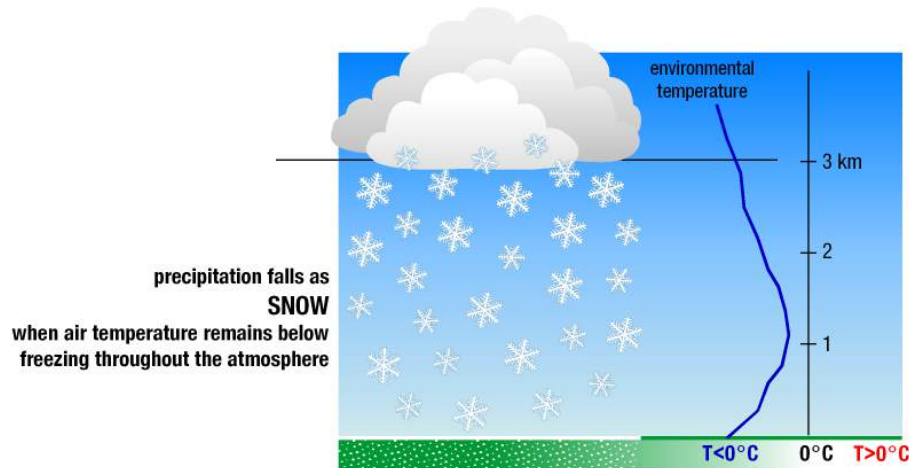 environmental
temperature
3 km
2
1
precipitation falls as
SNOW
when air temperature remains below
freezing throughout the atmosphere
T<0°C 0°C T>0°C